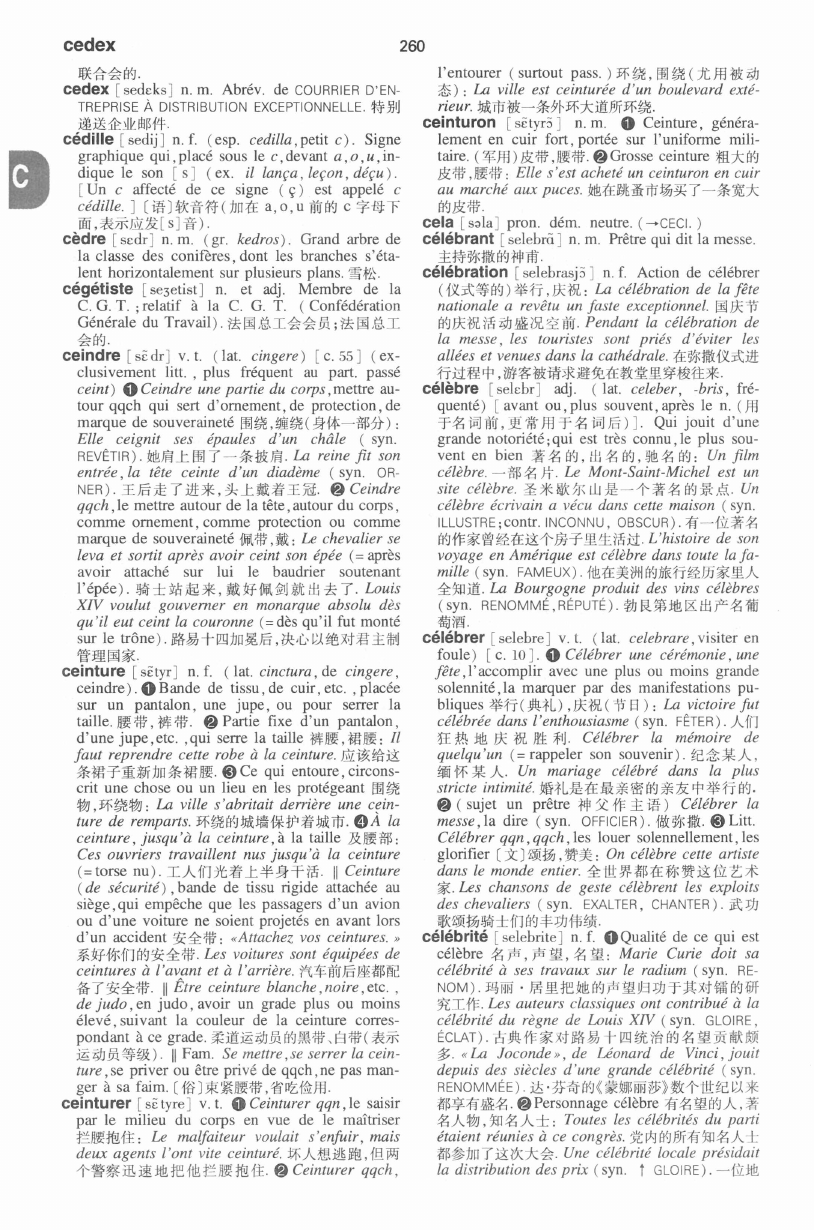 cedex
260
联合会的.
cedex [sedɛks] n. m. Abrév. de COURRIER D'EN-
TREPRISE À DISTRIBUTION EXCEPTIONNELLE. 特别
递送企业邮件.
cédille [sedij] n. f. (esp. cedilla,petit c). Signe
graphique qui,placé sous le c,devant a,o,u,in-
dique le son [s] (ex. il lança,leçon,déçu).
[Un c affecté de ce signe (ç) est appelé c
cédille.] 〔语〕软音符(加在 a,o,u 前的 c 字母下
面,表示应发[s]音).
cèdre [sɛdr] n. m. (gr. kedros). Grand arbre de
la classe des conifères,dont les branches s'éta-
lent horizontalement sur plusieurs plans. 雪松.
cégétiste [seʒetist] n. et adj. Membre de la
C. G. T. ;relatif à la C. G. T. (Confédération
Générale du Travail). 法国总工会会员;法国总工
会的.
ceindre [sɛ̃dr] v. t. (lat. cingere) [c. 55] (ex-
clusivement litt. , plus fréquent au part. passé
ceint) ❶Ceindre une partie du corps,mettre au-
tour qqch qui sert d'ornement,de protection,de
marque de souveraineté 围绕,缠绕(身体一部分):
Elle ceignit ses épaules d'un châle ( syn.
REVÊTIR). 她肩上围了一条披肩. La reine fit son
entrée,la tête ceinte d'un diadème ( syn. OR-
NER). 王后走了进来,头上戴着王冠. ❷ Ceindre
qqch,le mettre autour de la tête,autour du corps,
comme ornement,comme protection ou comme
marque de souveraineté 佩带,戴: Le chevalier se
leva et sortit après avoir ceint son épée (= après
avoir attaché sur lui le baudrier soutenant
l'épée). 骑士站起来,戴好佩剑就出去了. Louis
XIV voulut gouverner en monarque absolu dès
qu'il eut ceint la couronne (= dès qu'il fut monté
sur le trône). 路易十四加冕后,决心以绝对君主制
管理国家.
ceinture [sɛ̃tyr] n. f. (lat. cinctura,de cingere,
ceindre). ❶Bande de tissu,de cuir,etc. , placée
sur un pantalon, une jupe, ou pour serrer la
taille. 腰带,裤带. ❷ Partie fixe d'un pantalon,
d'une jupe,etc. ,qui serre la taille 裤腰,裙腰: Il
faut reprendre cette robe à la ceinture. 应该给这
条裙子重新加条裙腰. ❸Ce qui entoure,circons-
crit une chose ou un lieu en les protégeant 围绕
物,环绕物: La ville s'abritait derrière une cein-
ture de remparts. 环绕的城墙保护着城市. ❹A la
ceinture, jusqu'à la ceinture,à la taille 及腰部:
Ces ouvriers travaillent nus jusqu'à la ceinture
(= torse nu). 工人们光着上半身干活. ‖ Ceinture
(de sécurité),bande de tissu rigide attachée au
siège,qui empêche que les passagers d'un avion
ou d'une voiture ne soient projetés en avant lors
d'un accident 安全带: «Attachez vos ceintures. »
系好你们的安全带. Les voitures sont équipées de
ceintures à l'avant et à l'arrière. 汽车前后座都配
备了安全带. ‖ Être ceinture blanche,noire,etc. ,
de judo,en judo,avoir un grade plus ou moins
élevé,suivant la couleur de la ceinture corres-
pondant à ce grade. 柔道运动员的黑带、白带(表示
运动员等级). ‖ Fam. Se mettre,se serrer la cein-
ture,se priver ou être privé de qqch,ne pas man-
ger à sa faim. 〔俗〕束紧腰带,省吃俭用.
ceinturer [sɛ̃tyre] v. t. ❶Ceinturer qqn,le saisir
par le milieu du corps en vue de le maîtriser
拦腰抱住: Le malfaiteur voulait s'enfuir, mais
deux agents l'ont vite ceinturé. 坏人想逃跑,但两
个警察迅速地把他拦腰抱住. ❷ Ceinturer qqch,
l'entourer (surtout pass.)环绕,围绕(尤用被动
态): La ville est ceinturée d'un boulevard exté-
rieur. 城市被一条外环大道所环绕.
ceinturon [sɛ̃tyrɔ̃] n. m. ❶ Ceinture, généra-
lement en cuir fort,portée sur l'uniforme mili-
taire. (军用)皮带,腰带. ❷Grosse ceinture 粗大的
皮带,腰带: Elle s'est acheté un ceinturon en cuir
au marché aux puces. 她在跳蚤市场买了一条宽大
的皮带.
cela [səla] pron. dém. neutre. (→CECI. )
célébrant [selebrɑ̃] n. m. Prêtre qui dit la messe.
主持弥撒的神甫.
célébration [selebrasjɔ̃] n. f. Action de célébrer
(仪式等的)举行,庆祝: La célébration de la fête
nationale a revêtu un faste exceptionnel. 国庆节
的庆祝活动盛况空前. Pendant la célébration de
la messe, les touristes sont priés d'éviter les
allées et venues dans la cathédrale. 在弥撒仪式进
行过程中,游客被请求避免在教堂里穿梭往来.
célèbre [selɛbr] adj. ( lat. celeber, -bris, fré-
quenté) [avant ou,plus souvent,après le n. (用
于名词前,更常用于名词后)]. Qui jouit d'une
grande notoriété;qui est très connu,le plus sou-
vent en bien 著名的,出名的,驰名的: Un film
célèbre. 一部名片. Le Mont-Saint-Michel est un
site célèbre. 圣米歇尔山是一个著名的景点. Un
célèbre écrivain a vécu dans cette maison (syn.
ILLUSTRE;contr. INCONNU, OBSCUR). 有一位著名
的作家曾经在这个房子里生活过. L'histoire de son
voyage en Amérique est célèbre dans toute la fa-
mille (syn. FAMEUX). 他在美洲的旅行经历家里人
全知道. La Bourgogne produit des vins célèbres
(syn. RENOMMÉ,RÉPUTÉ). 勃艮第地区出产名葡
萄酒.
célébrer [selebre] v. t. (lat. celebrare,visiter en
foule) [c. 10]. ❶ Célébrer une cérémonie, une
fête,l'accomplir avec une plus ou moins grande
solennité,la marquer par des manifestations pu-
bliques 举行(典礼),庆祝(节日): La victoire fut
célébrée dans l'enthousiasme (syn. FÊTER). 人们
狂热地庆祝胜利. Célébrer la mémoire de
quelqu'un (= rappeler son souvenir). 纪念某人,
缅怀某人. Un mariage célébré dans la plus
stricte intimité. 婚礼是在最亲密的亲友中举行的.
❷ (sujet un prêtre 神父作主语) Célébrer la
messe,la dire (syn. OFFICIER). 做弥撒. ❸ Litt.
Célébrer qqn,qqch,les louer solennellement,les
glorifier 〔文〕颂扬,赞美: On célèbre cette artiste
dans le monde entier. 全世界都在称赞这位艺术
家. Les chansons de geste célèbrent les exploits
des chevaliers (syn. EXALTER, CHANTER). 武功
歌颂扬骑士们的丰功伟绩.
célébrité [selebrite] n. f. ❶Qualité de ce qui est
célèbre 名声,声望,名望: Marie Curie doit sa
célébrité à ses travaux sur le radium (syn. RE-
NOM). 玛丽·居里把她的声望归功于其对镭的研
究工作. Les auteurs classiques ont contribué à la
célébrité du règne de Louis XIV (syn. GLOIRE,
ÉCLAT). 古典作家对路易十四统治的名望贡献颇
多. «La Joconde», de Léonard de Vinci,jouit
depuis des siècles d'une grande célébrité (syn.
RENOMMÉE). 达·芬奇的《蒙娜丽莎》数个世纪以来
都享有盛名. ❷Personnage célèbre 有名望的人,著
名人物,知名人士: Toutes les célébrités du parti
étaient réunies à ce congrès. 党内的所有知名人士
都参加了这次大会. Une célébrité locale présidait
la distribution des prix (syn. ↑ GLOIRE). 一位地
C